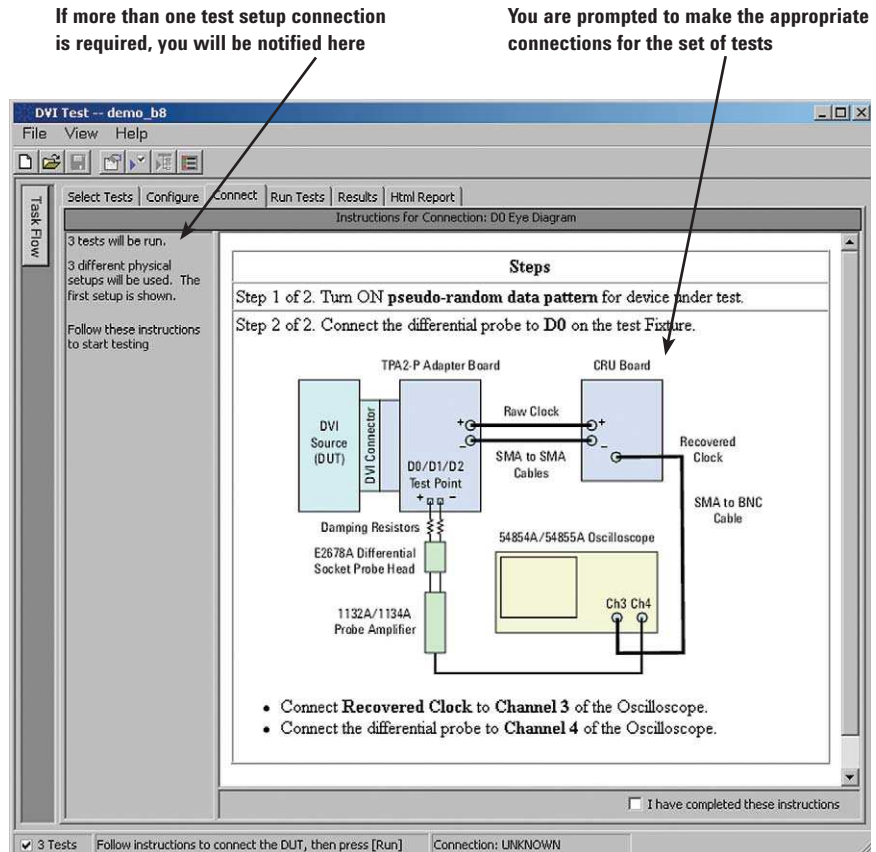 If more than one test setup connection
is required, you will be notified here
You are prompted to make the appropriate
connections for the set of tests
DVI Test -- demo_b8
File View Help
Task Flow
Select Tests Configure Connect Run Tests Results Html Report
Instructions for Connection: D0 Eye Diagram
3 tests will be run.
3 different physical
setups will be used. The
first setup is shown.
Follow these instructions
to start testing
Steps
Step 1 of 2. Turn ON pseudo-random data pattern for device under test.
Step 2 of 2. Connect the differential probe to D0 on the test Fixture.
TPA2-P Adapter Board
CRU Board
DVI
Source
(DUT)
DVI Connector
+
–
Raw Clock
SMA to SMA
Cables
+
–
Recovered
Clock
SMA to BNC
Cable
D0/D1/D2
Test Point
+ –
Damping Resistors
E2678A Differential
Socket Probe Head
1132A/1134A
Probe Amplifier
54854A/54855A Oscilloscope
Ch3 Ch4
• Connect Recovered Clock to Channel 3 of the Oscilloscope.
• Connect the differential probe to Channel 4 of the Oscilloscope.
I have completed these instructions
3 Tests Follow instructions to connect the DUT, then press [Run] Connection: UNKNOWN